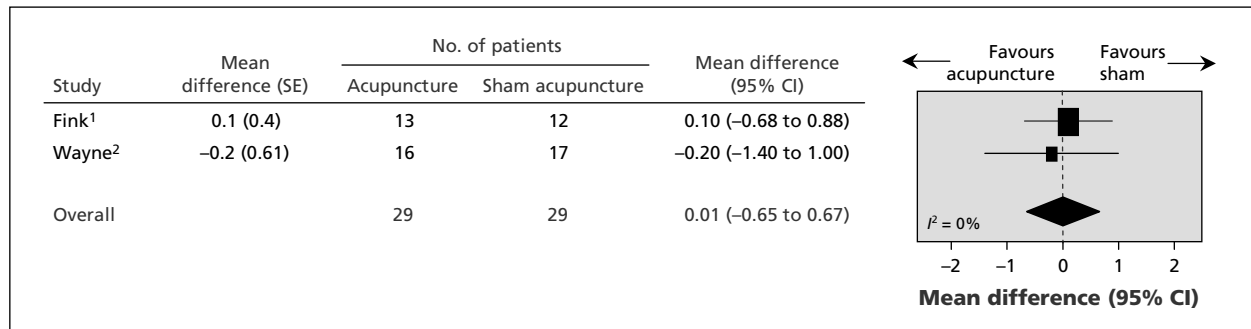 No. of patients
Mean
difference (SE)
Mean difference
(95% CI)
Study
Acupuncture
Sham acupuncture
Fink1 0.1 (0.4) 13 12 0.10 (–0.68 to 0.88)
Wayne2 –0.2 (0.61) 16 17 –0.20 (–1.40 to 1.00)
Overall 29 29 0.01 (–0.65 to 0.67)
Favours
acupuncture
Favours
sham
I2 = 0%
–2 –1 0 1 2
Mean difference (95% CI)